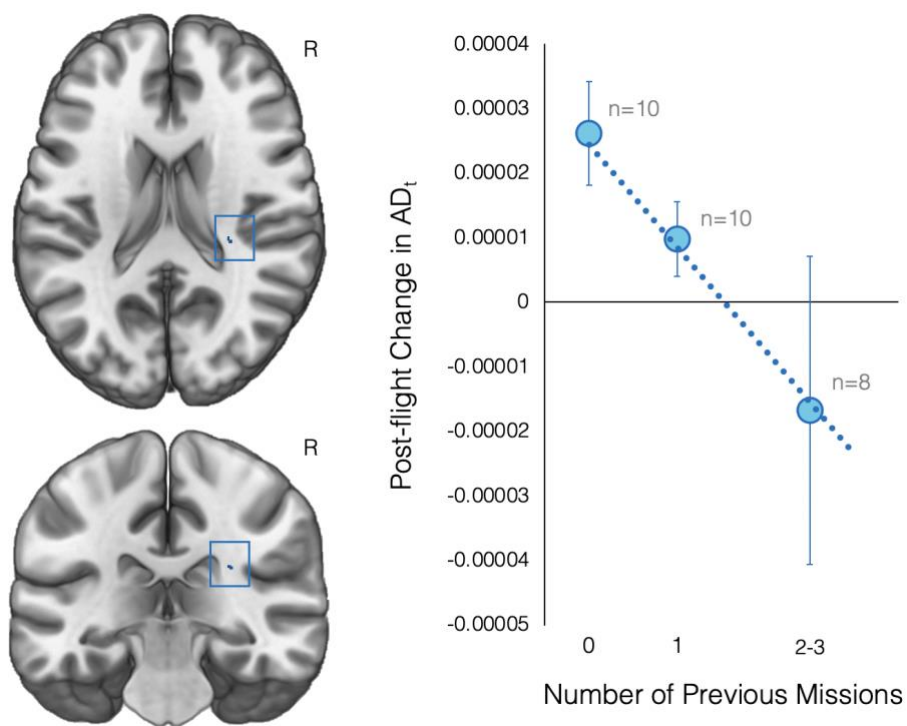 R
R
Post-flight Change in ADt
0.00004
0.00003
0.00002
0.00001
0
-0.00001
-0.00002
-0.00003
-0.00004
-0.00005
n=10
n=10
n=8
0 1 2-3
Number of Previous Missions